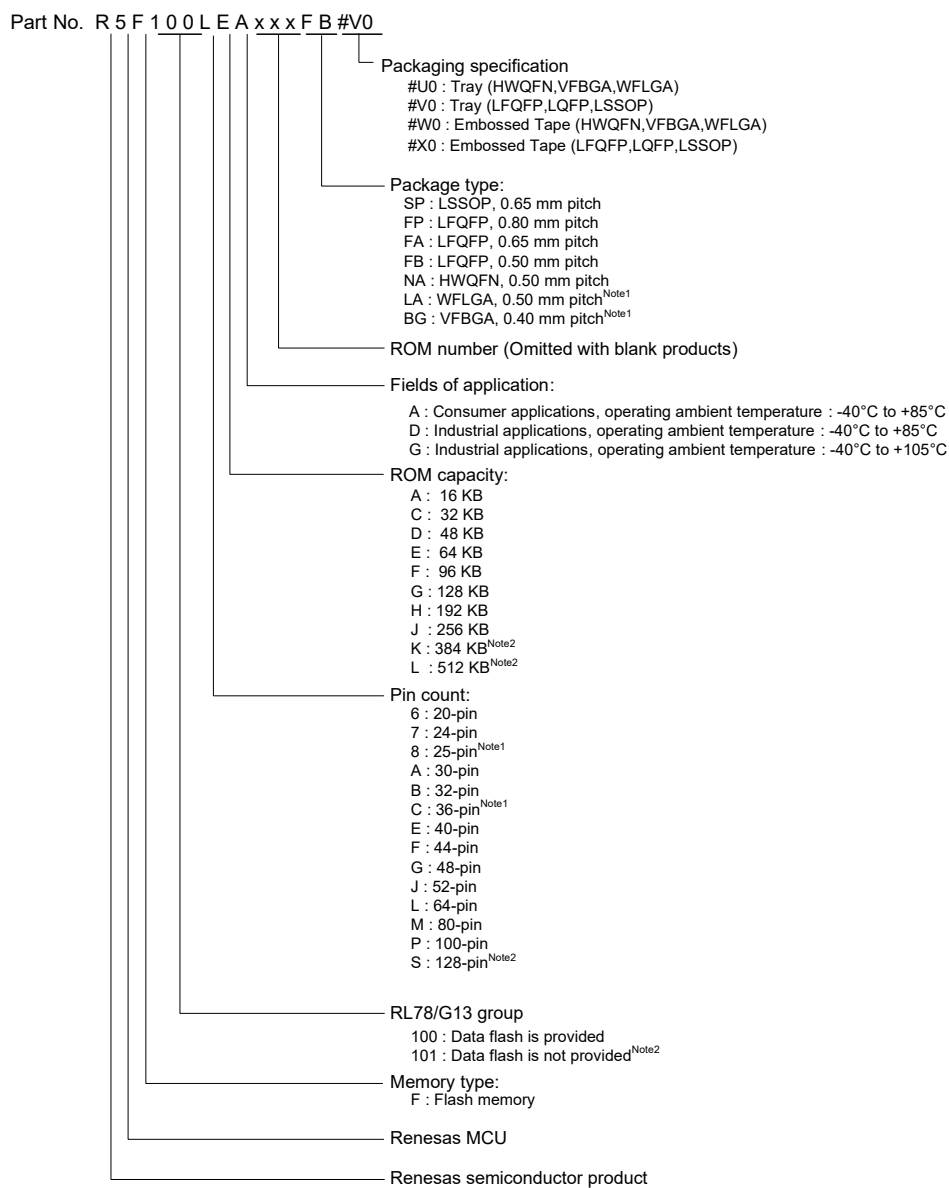 Part No. R 5 F 1 0 0 L E A x x x F B #V0
Packaging specification
#U0 : Tray (HWQFN,VFBGA,WFLGA)
#V0 : Tray (LFQFP,LQFP,LSSOP)
#W0 : Embossed Tape (HWQFN,VFBGA,WFLGA)
#X0 : Embossed Tape (LFQFP,LQFP,LSSOP)
Package type:
SP : LSSOP, 0.65 mm pitch
FP : LFQFP, 0.80 mm pitch
FA : LFQFP, 0.65 mm pitch
FB : LFQFP, 0.50 mm pitch
NA : HWQFN, 0.50 mm pitch
LA : WFLGA, 0.50 mm pitchNote1
BG : VFBGA, 0.40 mm pitchNote1
ROM number (Omitted with blank products)
Fields of application:
A : Consumer applications, operating ambient temperature : -40°C to +85°C
D : Industrial applications, operating ambient temperature : -40°C to +85°C
G : Industrial applications, operating ambient temperature : -40°C to +105°C
ROM capacity:
A : 16 KB
C : 32 KB
D : 48 KB
E : 64 KB
F : 96 KB
G : 128 KB
H : 192 KB
J : 256 KB
K : 384 KBNote2
L : 512 KBNote2
Pin count:
6 : 20-pin
7 : 24-pin
8 : 25-pinNote1
A : 30-pin
B : 32-pin
C : 36-pinNote1
E : 40-pin
F : 44-pin
G : 48-pin
J : 52-pin
L : 64-pin
M : 80-pin
P : 100-pin
S : 128-pinNote2
RL78/G13 group
100 : Data flash is provided
101 : Data flash is not providedNote2
Memory type:
F : Flash memory
Renesas MCU
Renesas semiconductor product